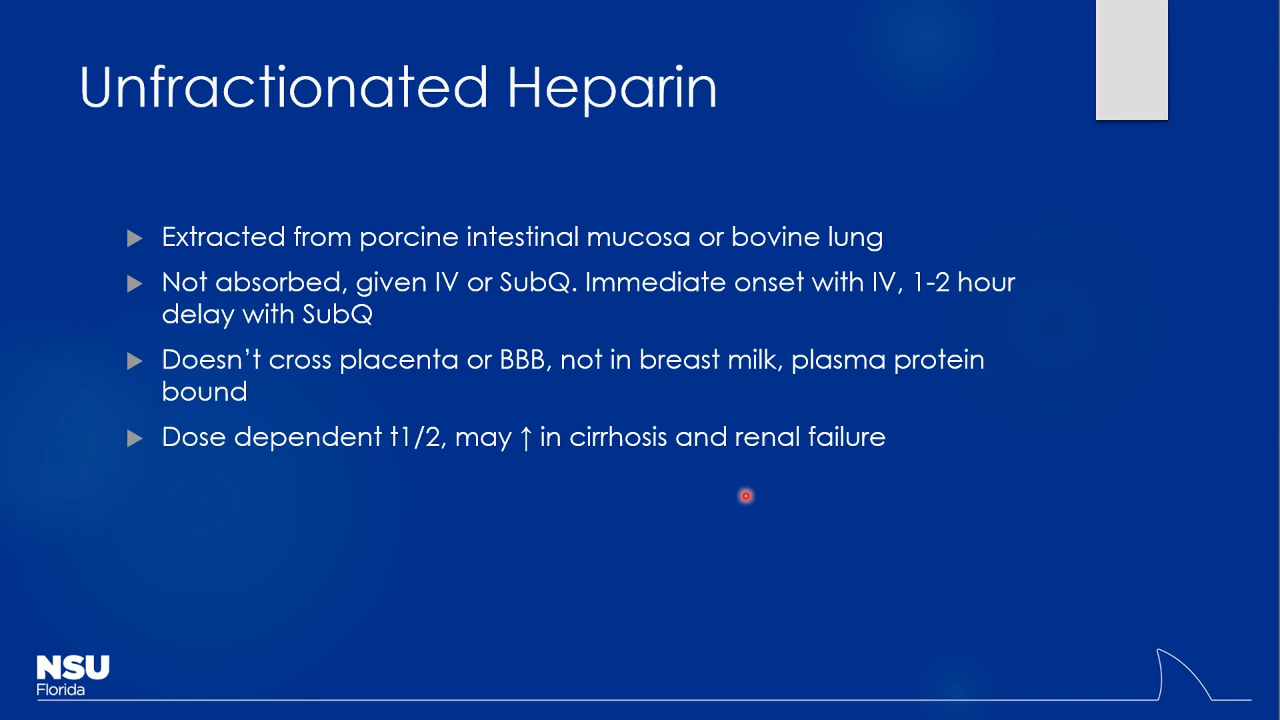 Unfractionated Heparin
Extracted from porcine intestinal mucosa or bovine lung
Not absorbed, given IV or SubQ. Immediate onset with IV, 1-2 hour
delay with SubQ
Doesn’t cross placenta or BBB, not in breast milk, plasma protein
bound
Dose dependent t1/2, may ↑ in cirrhosis and renal failure
NSU
Florida